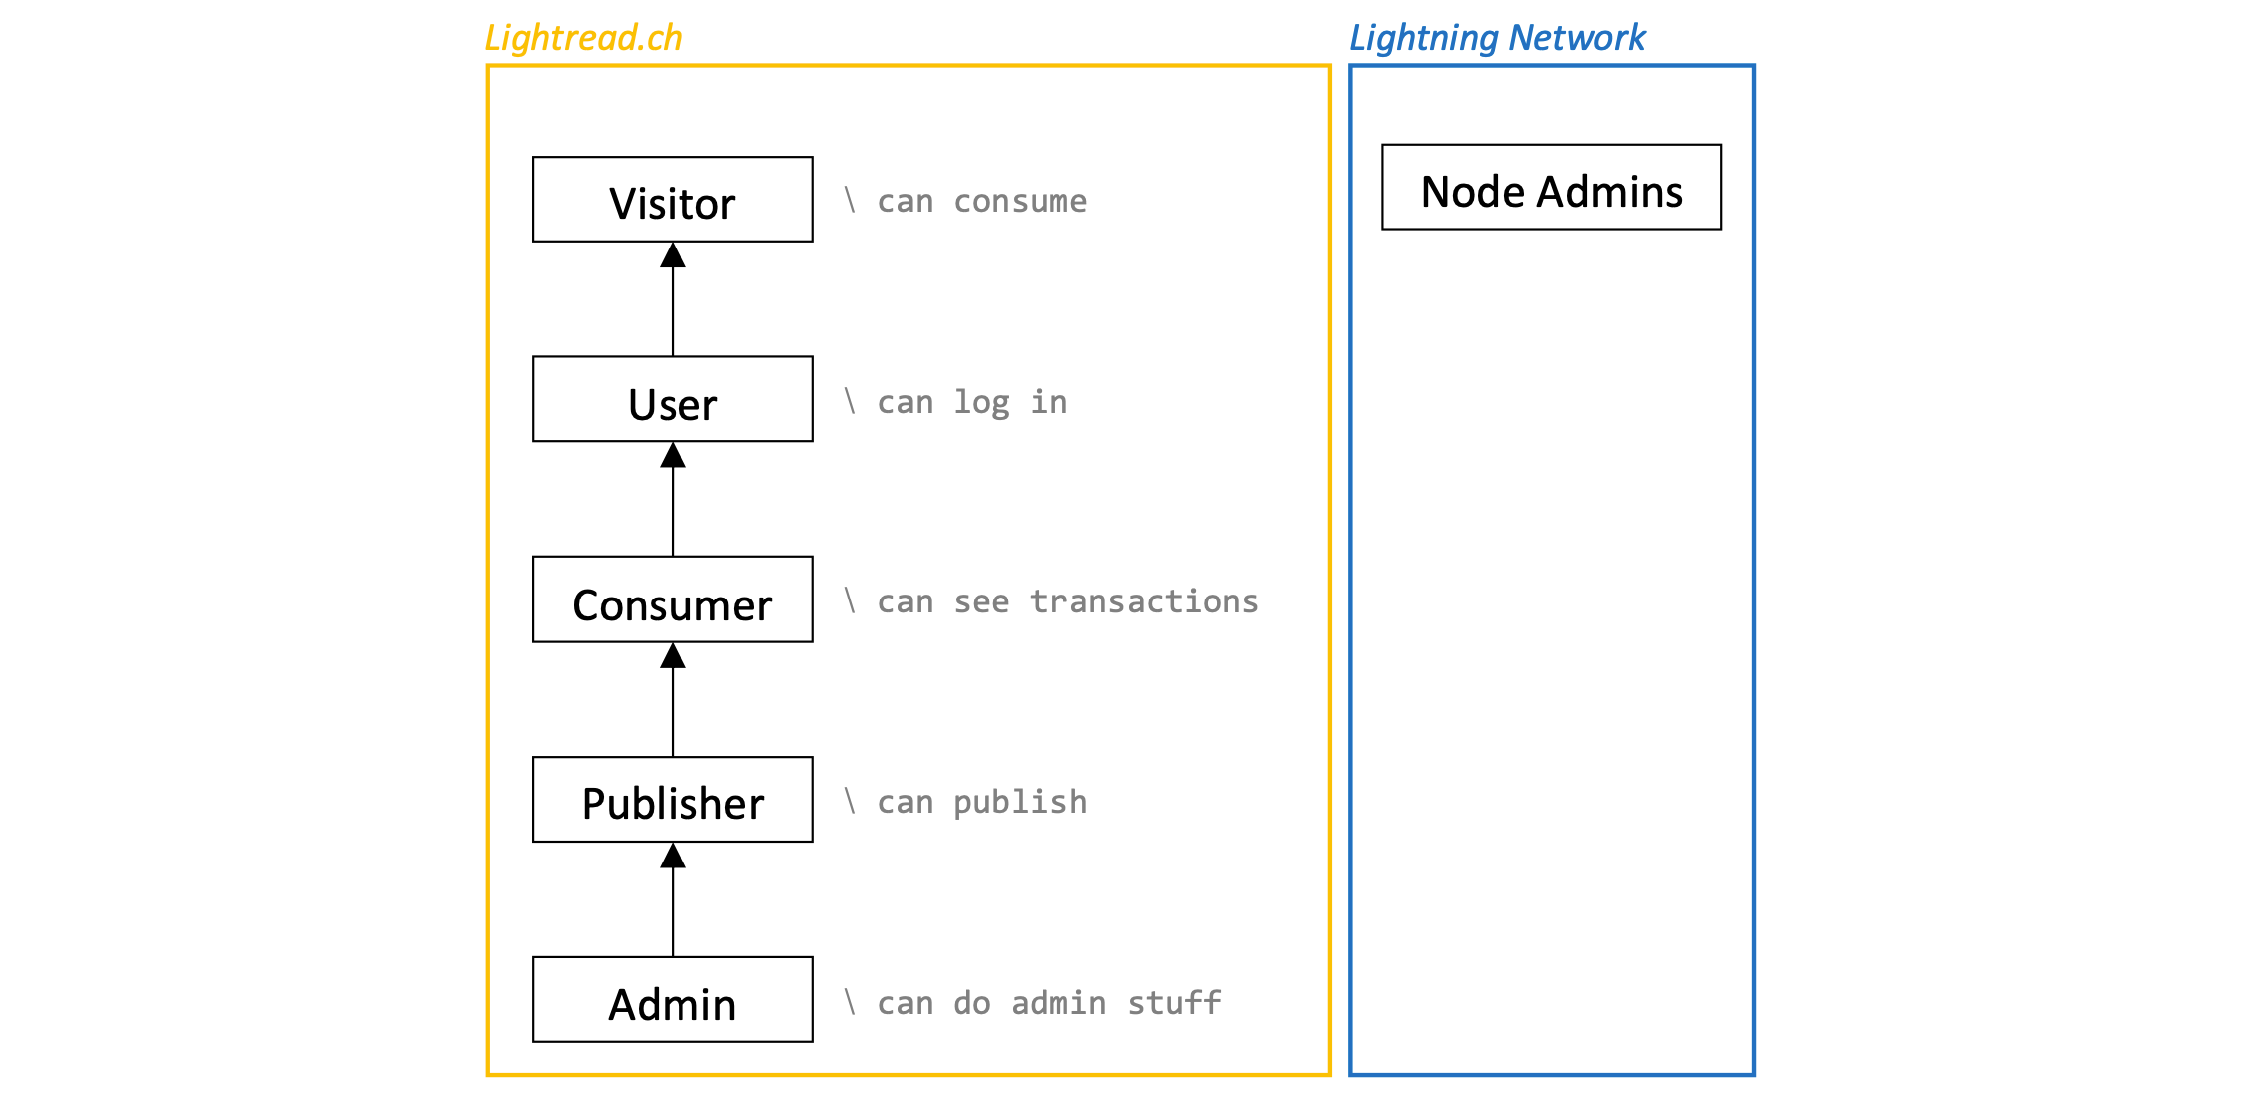 Lightread.ch
Visitor
\ can consume
User
\ can log in
Consumer
\ can see transactions
Publisher
\ can publish
Admin
\ can do admin stuff
Lightning Network
Node Admins